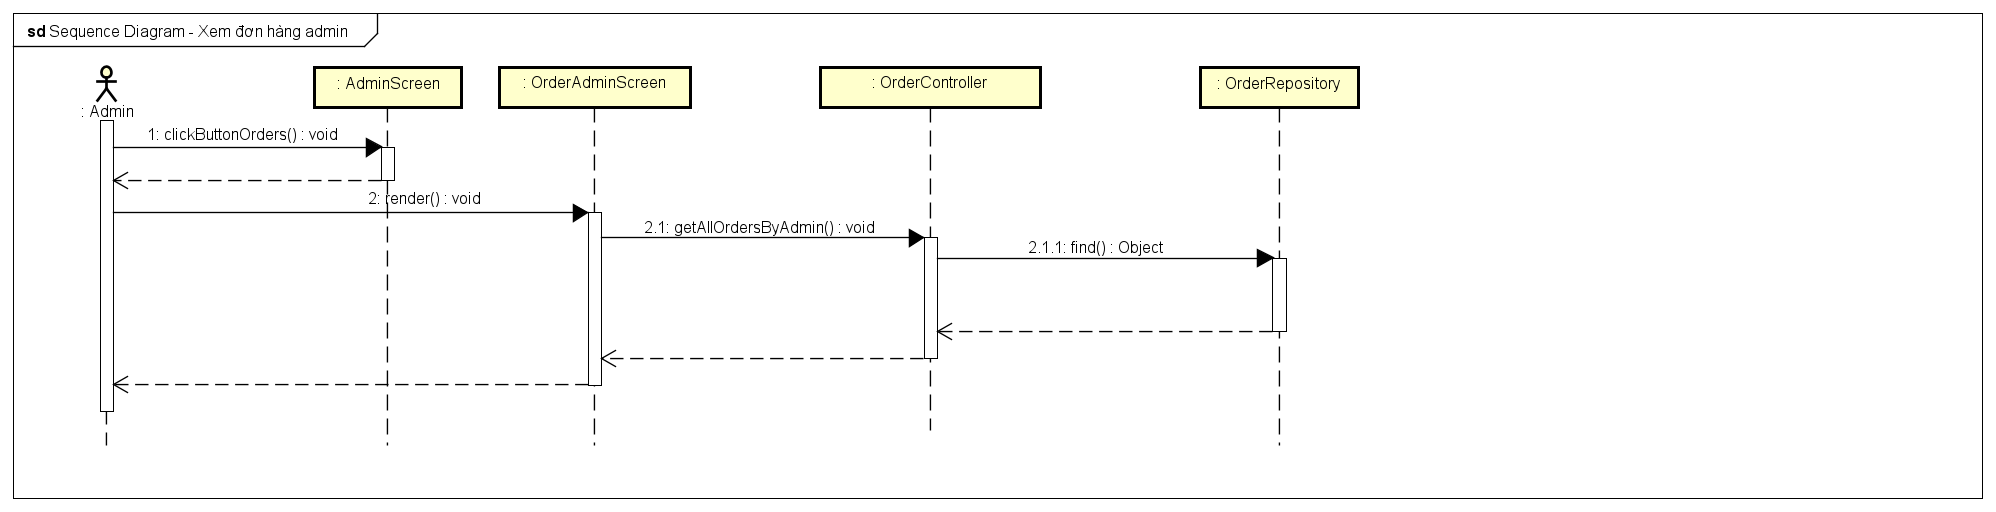 sd Sequence Diagram - Xem đơn hàng admin
: Admin
: AdminScreen
: OrderAdminScreen
: OrderController
: OrderRepository
1: clickButtonOrders() : void
2: render() : void
2.1: getAllOrdersByAdmin() : void
2.1.1: find() : Object